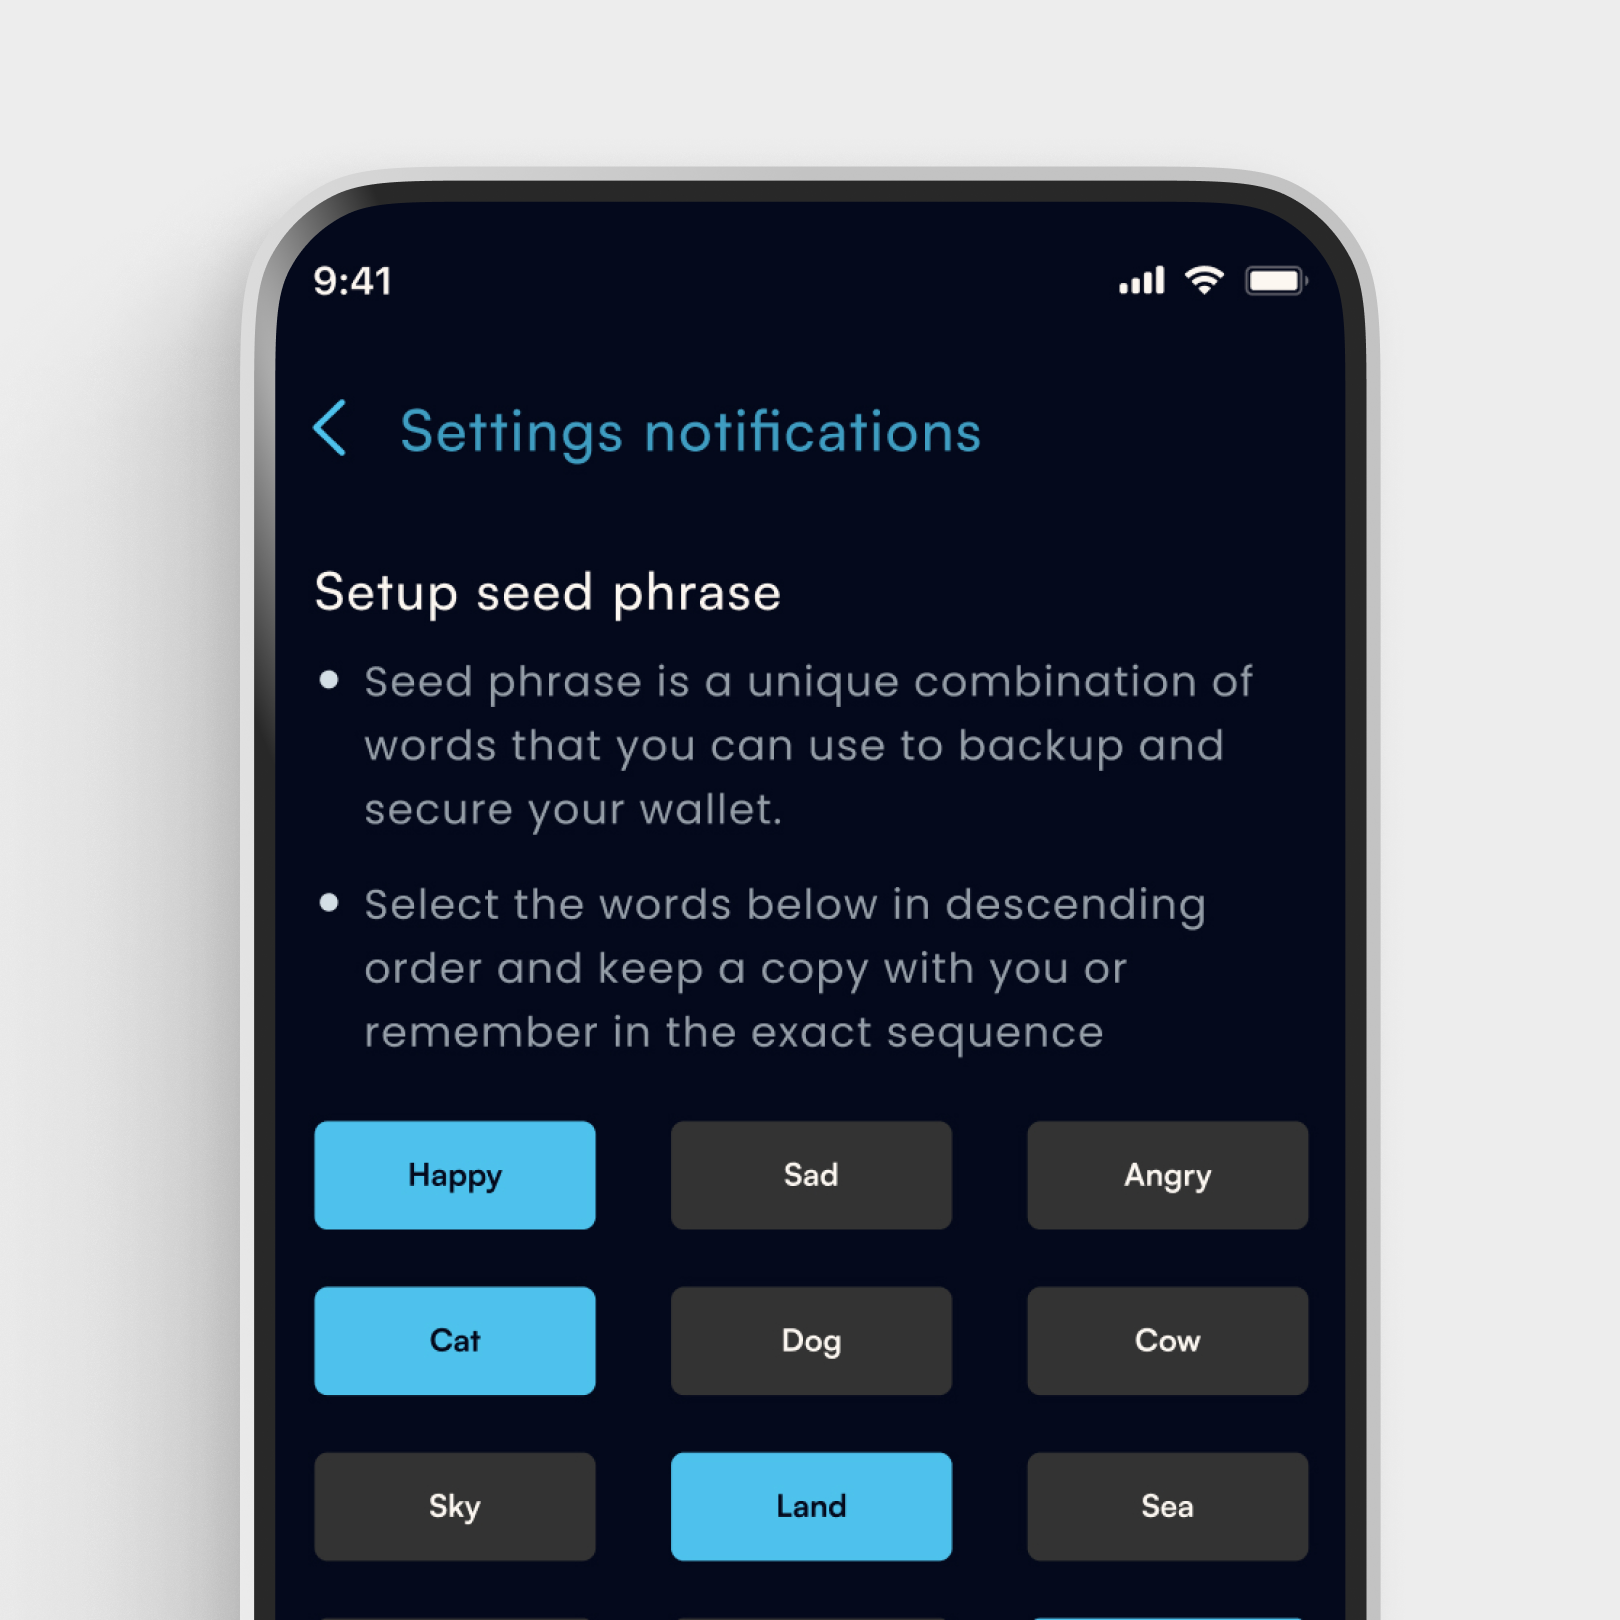 9:41
Settings notifications
Setup seed phrase
Seed phrase is a unique combination of
words that you can use to backup and
secure your wallet.
Select the words below in descending
order and keep a copy with you or
remember in the exact sequence
Happy Sad Angry
Cat Dog Cow
Sky Land Sea